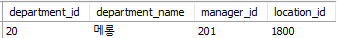 department_id department_name manager_id location_id
20 메롱 201 1800